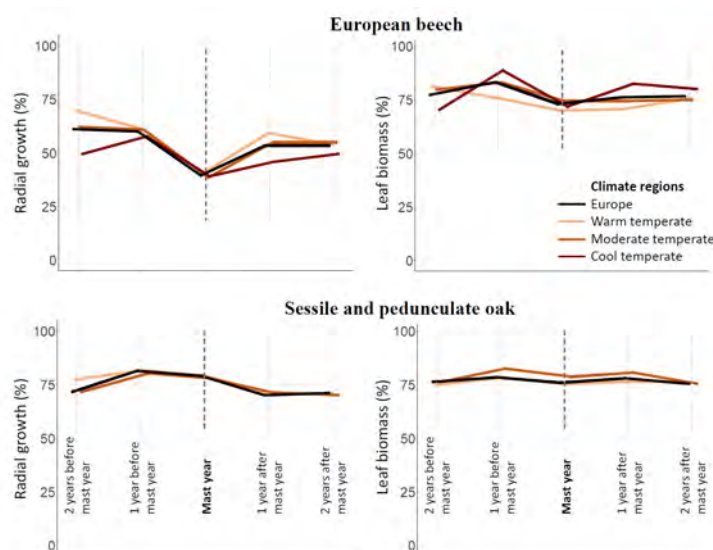 European beech
100
75
50
25
0
Radial growth (%)
100
75
50
25
0
Leaf biomass (%)
Climate regions
Europe
Warm temperate
Moderate temperate
Cool temperate
Sessile and pedunculate oak
100
75
50
25
0
Radial growth (%)
2 years before
mast year
1 year before
mast year
Mast year
1 year after
mast year
2 years after
mast year
100
75
50
25
0
Leaf biomass (%)
2 years before
mast year
1 year before
mast year
Mast year
1 year after
mast year
2 years after
mast year